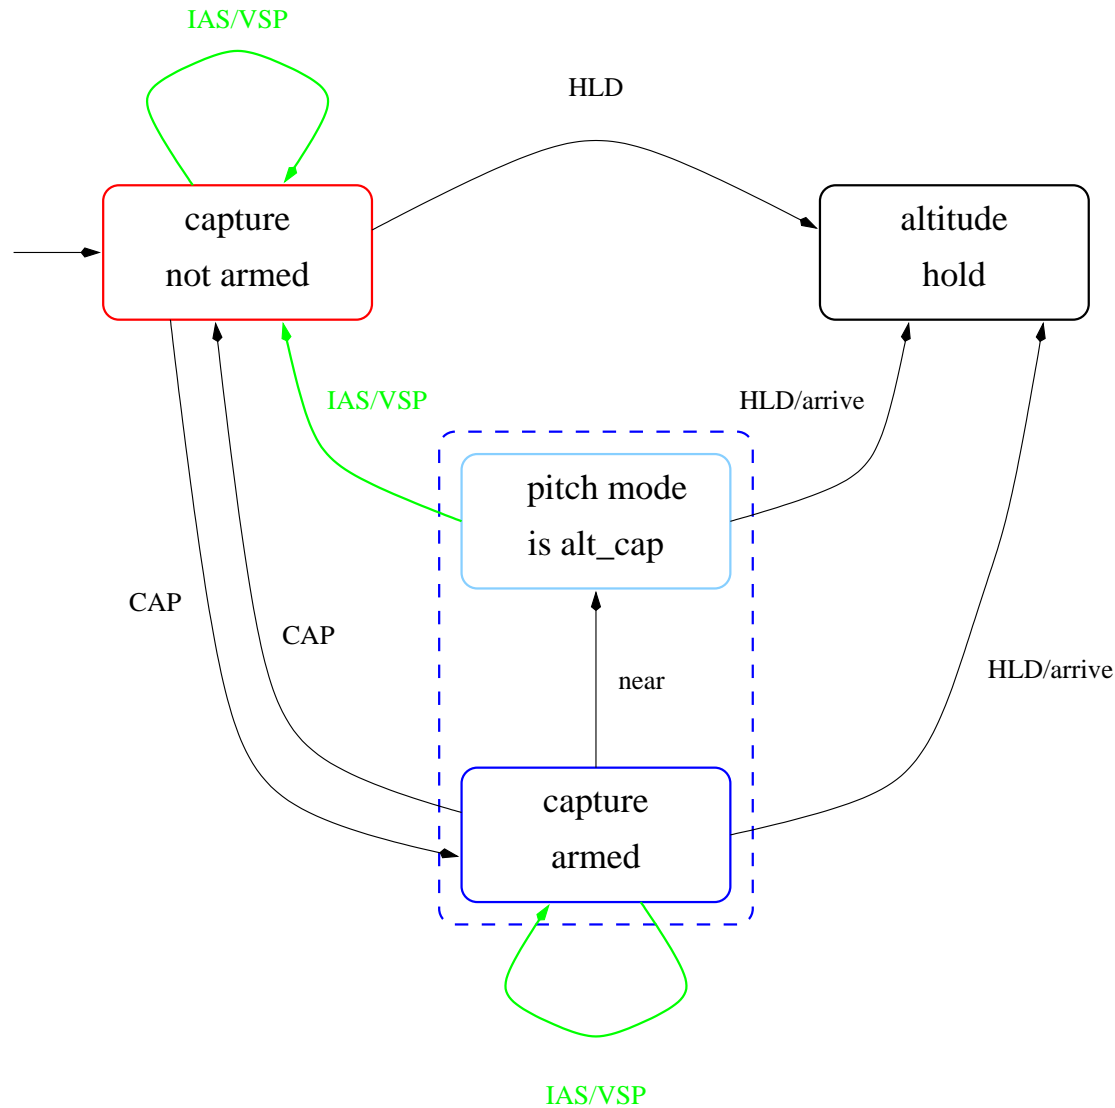 IAS/VSP
HLD
capture
not armed
altitude
hold
IAS/VSP
HLD/arrive
pitch mode
is alt_cap
CAP
CAP
near
HLD/arrive
capture
armed
IAS/VSP